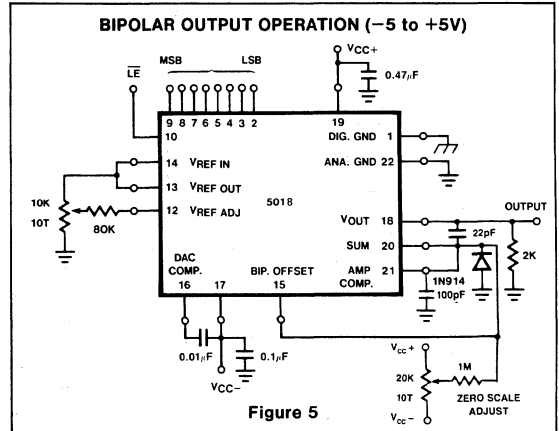 BIPOLAR OUTPUT OPERATION (−5 to +5V)
VCC+
MSB LSB
LE
0.47μF
9 8 7 6 5 4 3 2
19
10
DIG. GND 1
14 VREF IN
ANA. GND 22
13 VREF OUT
5018
10K
10T
80K
12 VREF ADJ
VOUT 18
OUTPUT
22pF
SUM 20
2K
DAC
COMP.
BIP. OFFSET
AMP
COMP.
21
1N914
100pF
16 17 15
0.01μF
0.1μF
VCC−
VCC+
20K
10T
1M
ZERO SCALE
ADJUST
VCC−
Figure 5